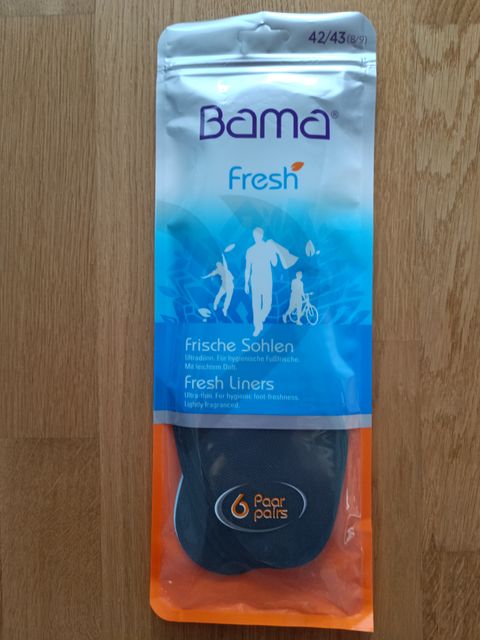 42/43 (8/9)
Bama®
fresh
Frische Sohlen
Ultradünn. Für hygienische Fußfrische.
Mit leichtem Duft.
Fresh Liners
Ultra-thin. For hygienic foot-freshness.
Lightly fragranced.
6 Paar
pairs